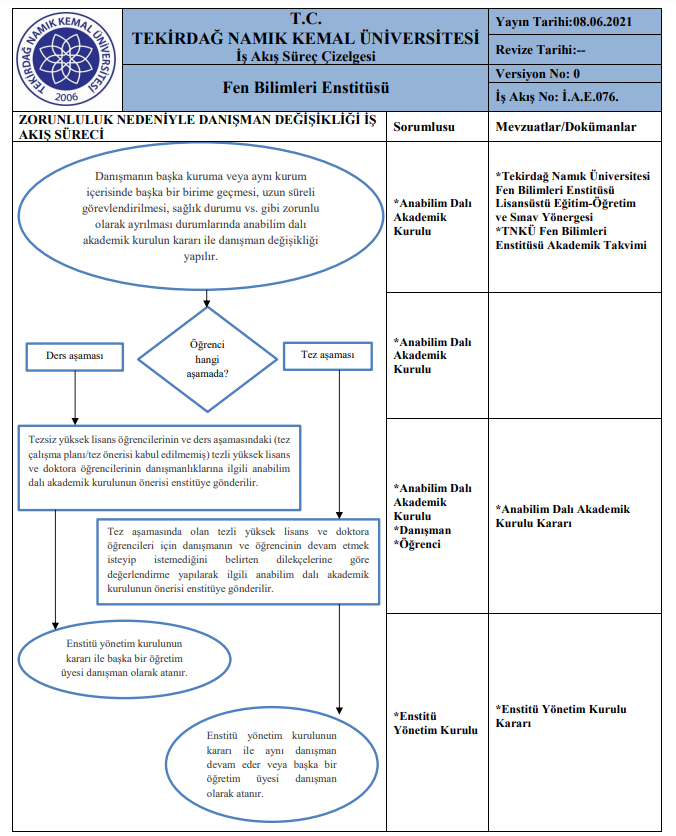 TEKİRDAĞ NAMIK KEMAL ÜNİVERSİTESİ
2006
T.C.
TEKİRDAĞ NAMIK KEMAL ÜNİVERSİTESİ
İş Akış Süreç Çizelgesi
Fen Bilimleri Enstitüsü
Yayın Tarihi:08.06.2021
Revize Tarihi:--
Versiyon No: 0
İş Akış No: İ.A.E.076.
ZORUNLULUK NEDENİYLE DANIŞMAN DEĞİŞİKLİĞİ İŞ
AKIŞ SÜRECİ
Sorumlusu
Mevzuatlar/Dokümanlar
Danışmanın başka kuruma veya aynı kurum
içerisinde başka bir birime geçmesi, uzun süreli
görevlendirilmesi, sağlık durumu vs. gibi zorunlu
olarak ayrılması durumlarında anabilim dalı
akademik kurulun kararı ile danışman değişikliği
yapılır.
*Anabilim Dalı
Akademik
Kurulu
*Tekirdağ Namık Üniversitesi
Fen Bilimleri Enstitüsü
Lisansüstü Eğitim-Öğretim
ve Sınav Yönergesi
*TNKÜ Fen Bilimleri
Enstitüsü Akademik Takvimi
Ders aşaması
Öğrenci
hangi
aşamada?
Tez aşaması
*Anabilim Dalı
Akademik
Kurulu
Tezsiz yüksek lisans öğrencilerinin ve ders aşamasındaki (tez
çalışma planı/tez önerisi kabul edilmemiş) tezli yüksek lisans
ve doktora öğrencilerinin danışmanlıklarına ilgili anabilim
dalı akademik kurulunun önerisi enstitüye gönderilir.
Tez aşamasında olan tezli yüksek lisans ve doktora
öğrencileri için danışmanın ve öğrencinin devam etmek
isteyip istemediğini belirten dilekçelerine göre
değerlendirme yapılarak ilgili anabilim dalı akademik
kurulunun önerisi enstitüye gönderilir.
*Anabilim Dalı
Akademik
Kurulu
*Danışman
*Öğrenci
*Anabilim Dalı Akademik
Kurulu Kararı
Enstitü yönetim kurulunun
kararı ile başka bir öğretim
üyesi danışman olarak atanır.
Enstitü yönetim kurulunun
kararı ile aynı danışman
devam eder veya başka bir
öğretim üyesi danışman
olarak atanır.
*Enstitü
Yönetim Kurulu
*Enstitü Yönetim Kurulu
Kararı